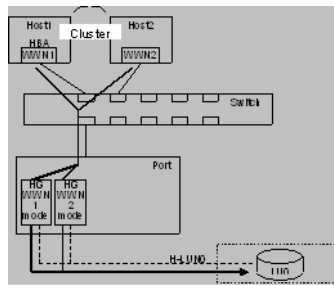 Host1
Cluster
Host2
HBA
WWN1
WWN2
Switch
Port
HG
WWN
1
mode
HG
WWN
2
mode
H-LUN0
LU0